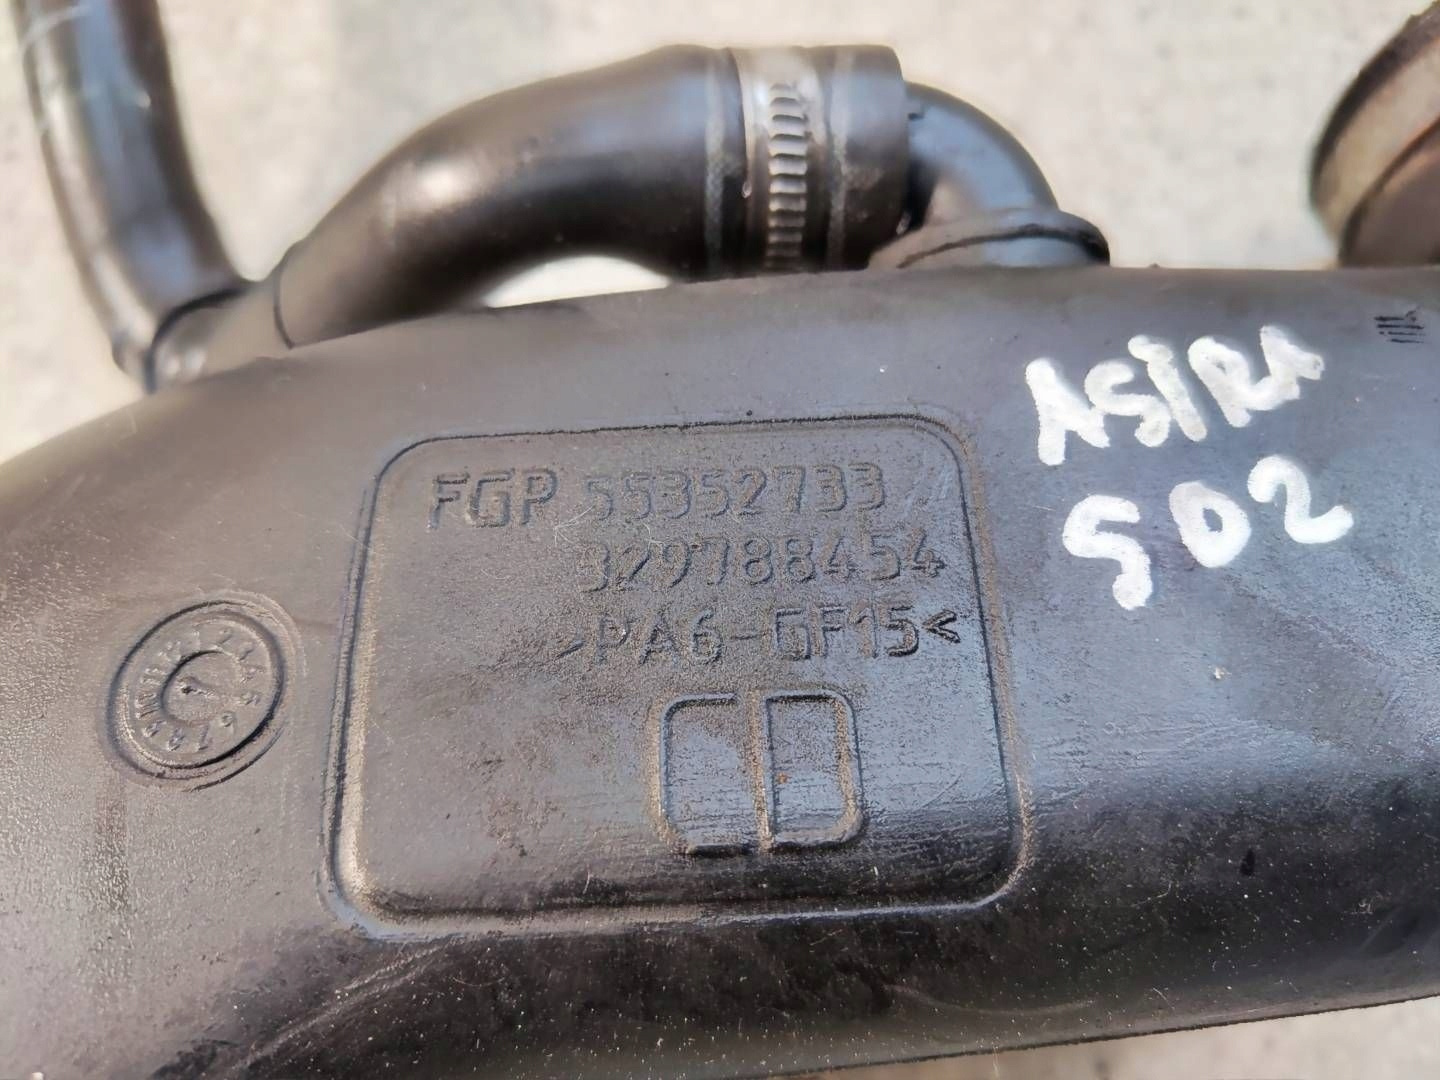 FGP 55352733
329788454
>PA6-GF15<
ASTRA
502